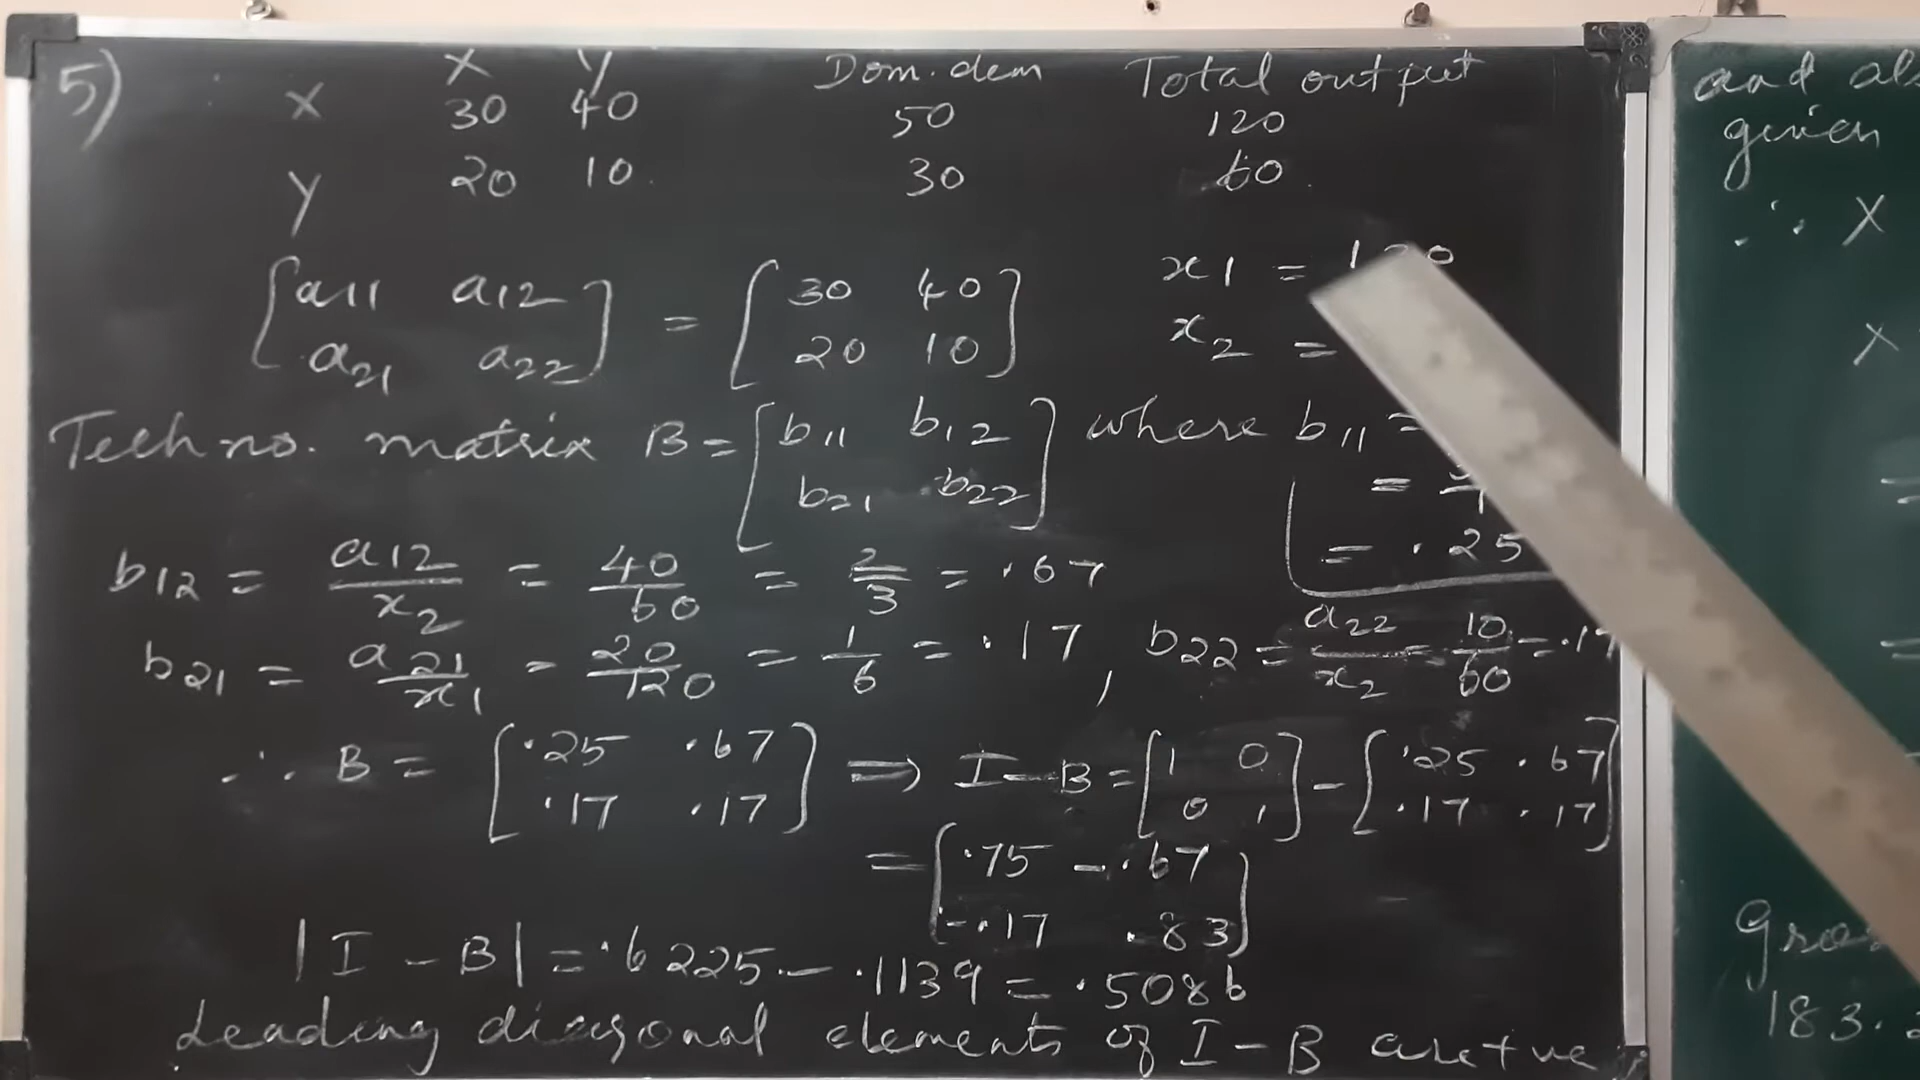 5) X Y Dom. dem Total output
X 30 40 50 120
Y 20 10 30 60
[a11 a12 = [30 40 x1 =
a21 a22] 20 10] x2 =
Techno. matrix B = [b11 b12 where b11 =
b21 b22] =
= .25
b12 = a12/x2 = 40/60 = 2/3 = .67
b21 = a21/x1 = 20/120 = 1/6 = .17, b22 = a22/x2 = 10/60 = .17
∴ B = [.25 .67 ⇒ I - B = [1 0 - [.25 .67
.17 .17] 0 1] .17 .17]
= [.75 -.67
-.17 .83]
|I - B| = .6225 - .1139 = .5086
Leading diagonal elements of I - B are +ve
and
given
∴ X
X
=
=
183.